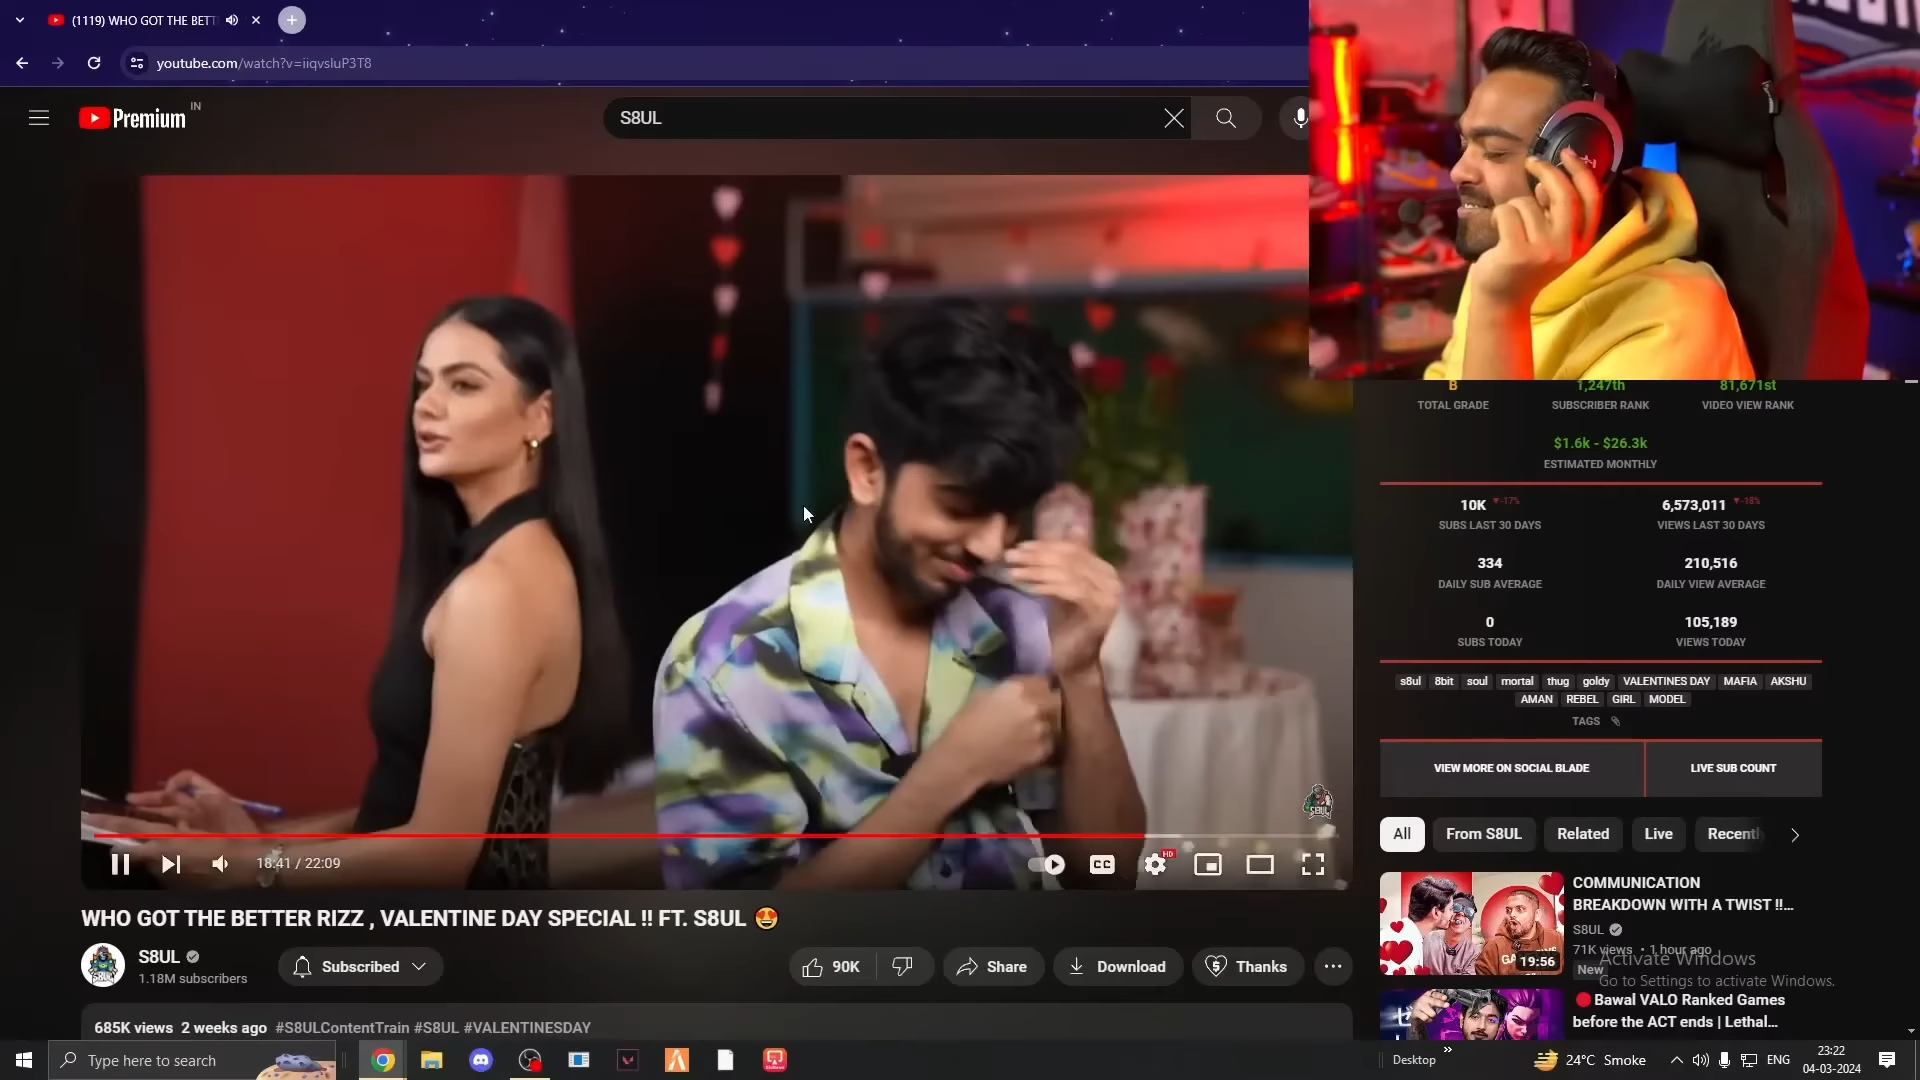 (1119) WHO GOT THE BETT
youtube.com/watch?v=iiqvsluP3T8
Premium IN
S8UL
B 1,247th 81,671st
TOTAL GRADE SUBSCRIBER RANK VIDEO VIEW RANK
$1.6k - $26.3k
ESTIMATED MONTHLY
10K -17% 6,573,011 -18%
SUBS LAST 30 DAYS VIEWS LAST 30 DAYS
334 210,516
DAILY SUB AVERAGE DAILY VIEW AVERAGE
0 105,189
SUBS TODAY VIEWS TODAY
s8ul 8bit soul mortal thug goldy VALENTINES DAY MAFIA AKSHU
AMAN REBEL GIRL MODEL
TAGS
VIEW MORE ON SOCIAL BLADE LIVE SUB COUNT
All From S8UL Related Live Recentl
S8UL
18:41 / 22:09
CC
HD
WHO GOT THE BETTER RIZZ , VALENTINE DAY SPECIAL !! FT. S8UL 😍
S8UL
1.18M subscribers
Subscribed
90K
Share
Download
Thanks
685K views 2 weeks ago #S8ULContentTrain #S8UL #VALENTINESDAY
COMMUNICATION
BREAKDOWN WITH A TWIST !!...
S8UL
71K views • 1 hour ago
New
19:56
Activate Windows
Go to Settings to activate Windows.
Bawal VALO Ranked Games
before the ACT ends | Lethal...
Type here to search
Desktop
24°C Smoke
ENG
23:22
04-03-2024